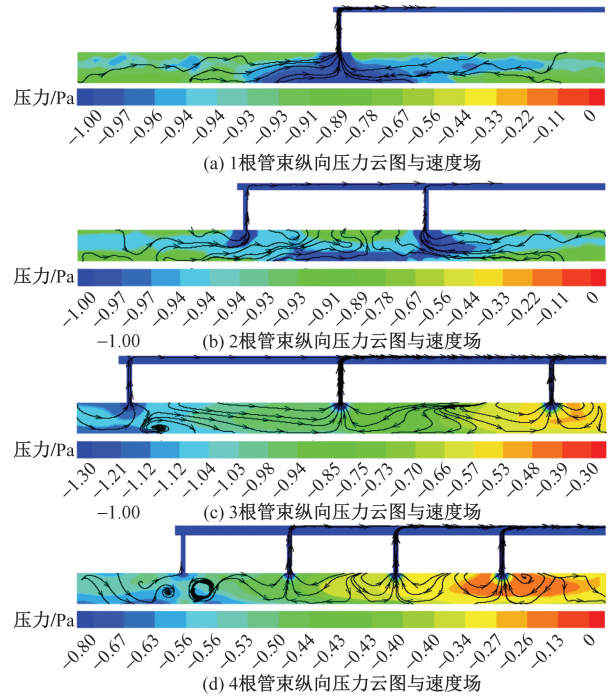 压力/Pa
-1.00 -0.97 -0.96 -0.94 -0.94 -0.91 -0.89 -0.78 -0.67 -0.56 -0.44 -0.33 -0.22 -0.11 0
(a) 1根管束纵向压力云图与速度场
压力/Pa
-1.00 -0.97 -0.97 -0.94 -0.94 -0.94 -0.93 -0.93 -0.91 -0.89 -0.78 -0.67 -0.56 -0.22 -0.11 0
(b) 2根管束纵向压力云图与速度场
-1.00
压力/Pa
-1.30 -1.21 -1.12 -1.12 -1.04 -1.03 -0.98 -0.94 -0.85 -0.75 -0.73 -0.70 -0.66 -0.57 -0.53 -0.48 -0.39 -0.30
(c) 3根管束纵向压力云图与速度场
-1.00
压力/Pa
-0.80 -0.67 -0.63 -0.56 -0.56 -0.53 -0.50 -0.44 -0.43 -0.43 -0.40 -0.40 -0.34 -0.27 -0.26 -0.13 0
(d) 4根管束纵向压力云图与速度场